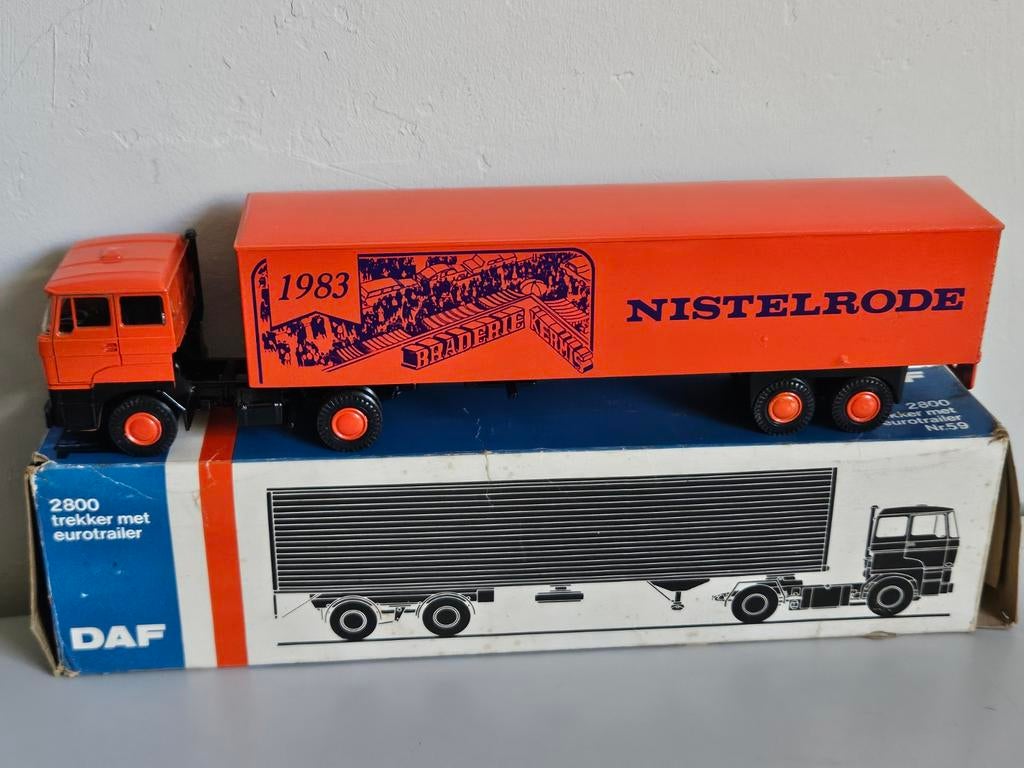 1983
BRADERIE KERMIS
NISTELRODE
2800
trekker met
eurotrailer
Nr.59
2800
trekker met
eurotrailer
DAF